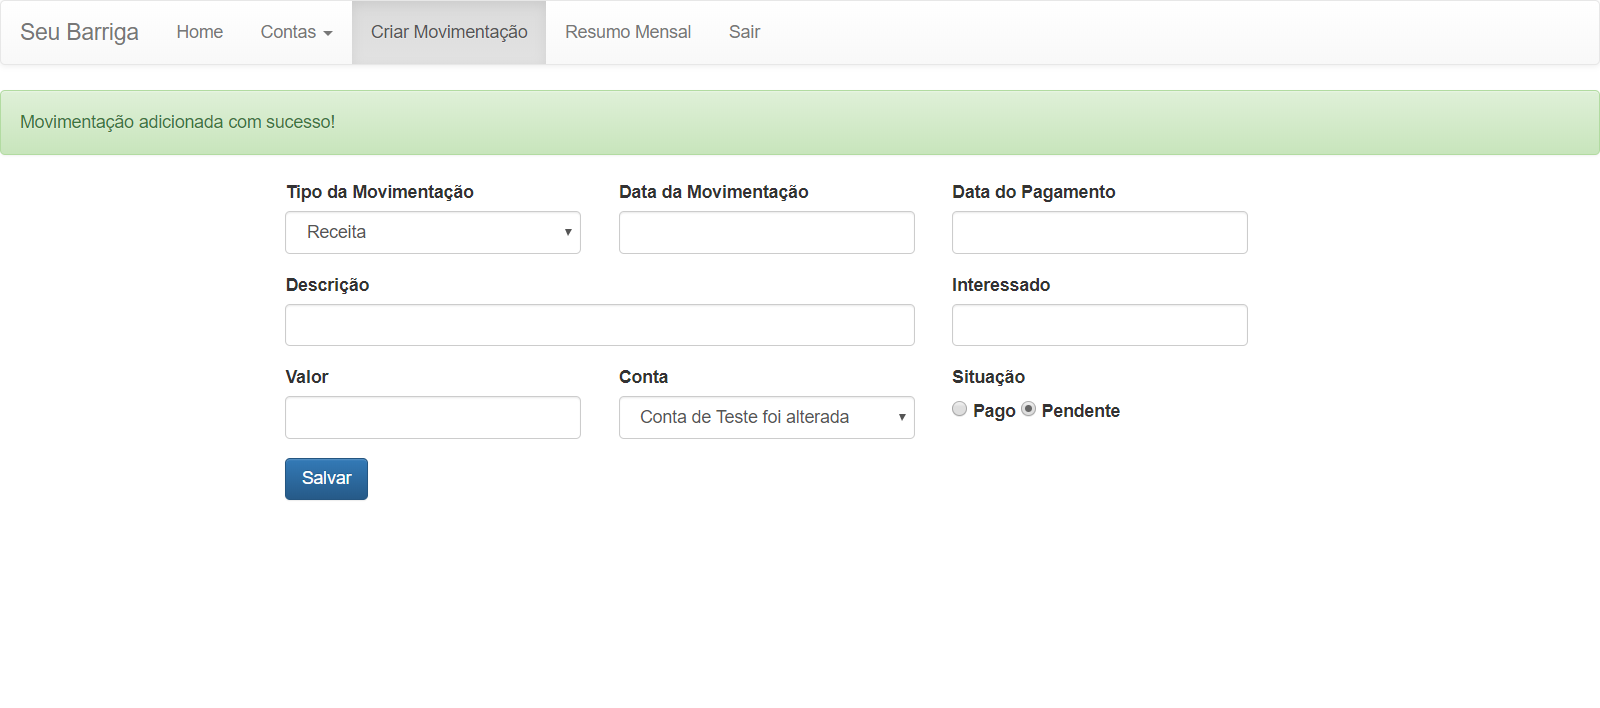 Seu Barriga Home Contas Criar Movimentação Resumo Mensal Sair
Movimentação adicionada com sucesso!
Tipo da Movimentação Data da Movimentação Data do Pagamento
Receita
Descrição Interessado
Valor Conta Situação
Conta de Teste foi alterada Pago Pendente
Salvar